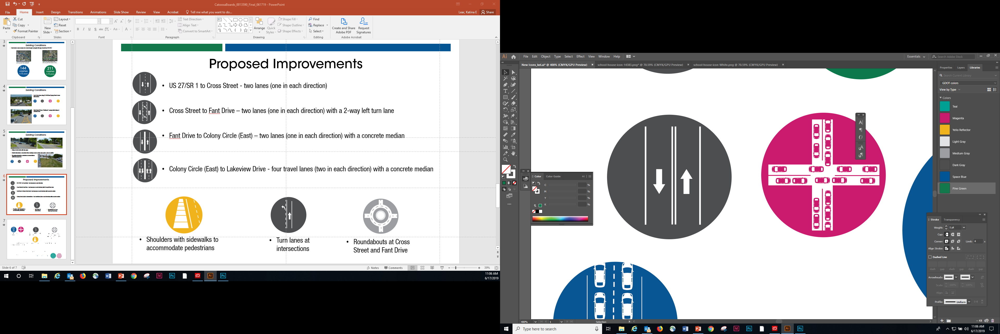 CatoosaBoards_0013590_Final_061719 - PowerPoint
File Home Insert Design Transitions Animations Slide Show Review View Acrobat Tell me what you want to do... Lear, Katina E Share
Paste Cut Copy Format Painter Clipboard
New Slide Layout Reset Section Slides
B I U S abc AV Aa A Font
Text Direction Align Text Convert to SmartArt Paragraph
Arrange Quick Styles Shape Fill Shape Outline Shape Effects Drawing
Find Replace Select Editing
Create and Share Adobe PDF Request Signatures Adobe Acrobat
3
Existing Conditions
144 crashes in 5 years
211 crashes in 5 years
4
Existing Conditions
5
Existing Conditions
6
Proposed Improvements
7
Proposed Improvements
• US 27/SR 1 to Cross Street - two lanes (one in each direction)
• Cross Street to Fant Drive – two lanes (one in each direction) with a 2-way left turn lane
• Fant Drive to Colony Circle (East) – two lanes (one in each direction) with a concrete median
• Colony Circle (East) to Lakeview Drive - four travel lanes (two in each direction) with a concrete median
• Shoulders with sidewalks to
accommodate pedestrians
• Turn lanes at
intersections
• Roundabouts at Cross
Street and Fant Drive
Slide 6 of 7 Notes Comments 39%
11:06 AM
6/17/2019
Ai File Edit Object Type Select Effect View Window Help Essentials Search Adobe Stock
New Icons_kel.ai* @ 400% (CMYK/GPU Preview) school-house-icon-14383.png* @ 70.59% (CMYK/GPU Preview) school-house-icon-White.png @ 70.59% (CMYK/GPU Preview)
Properties Layers Libraries
Search Current Library
GDOT colors
View by Type
Colors
Teal
Magenta
Yello Reflector
Light Gray
Medium Gray
Dark Gray
Space Blue
Pine Green
Color Color Guide
C %
M %
Y %
K %
Stroke Transparency
Weight: 1 pt
Cap:
Corner: Limit: 4 x
Align Stroke:
Dashed Line
dash gap dash gap dash gap
Arrowheads:
Scale: 100% 100%
Align:
Profile: Uniform
400% 1 Selection
-- KB
Type here to search
11:06 AM
6/17/2019